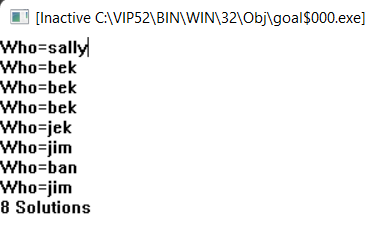 [Inactive C:\VIP52\BIN\WIN\32\Obj\goal$000.exe]
Who=sally
Who=bek
Who=bek
Who=bek
Who=jek
Who=jim
Who=ban
Who=jim
8 Solutions